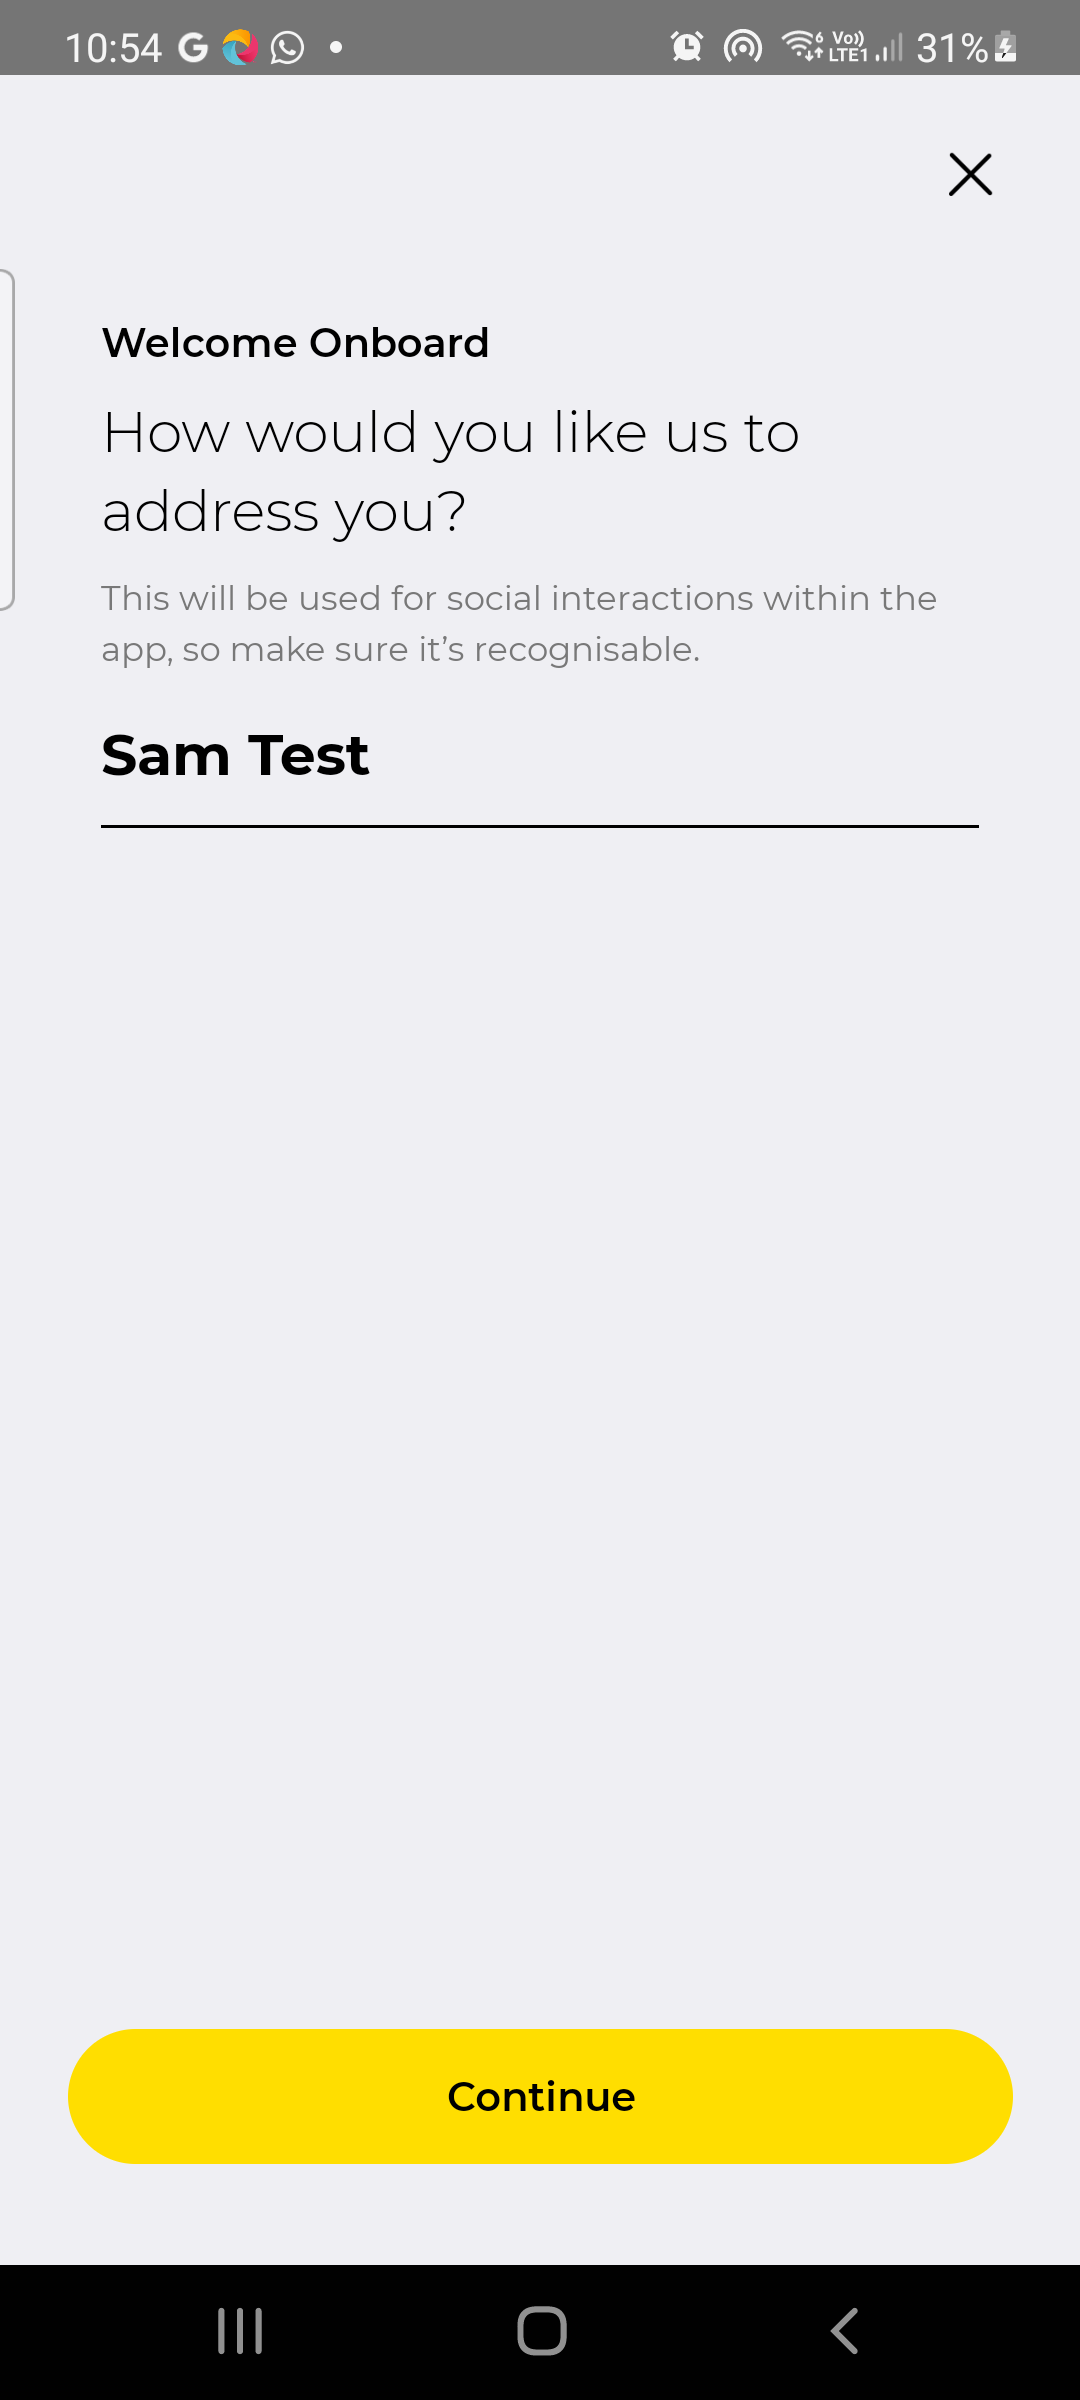 10:54
6 Vo))
LTE1
31%
Welcome Onboard
How would you like us to
address you?
This will be used for social interactions within the
app, so make sure it’s recognisable.
Sam Test
Continue